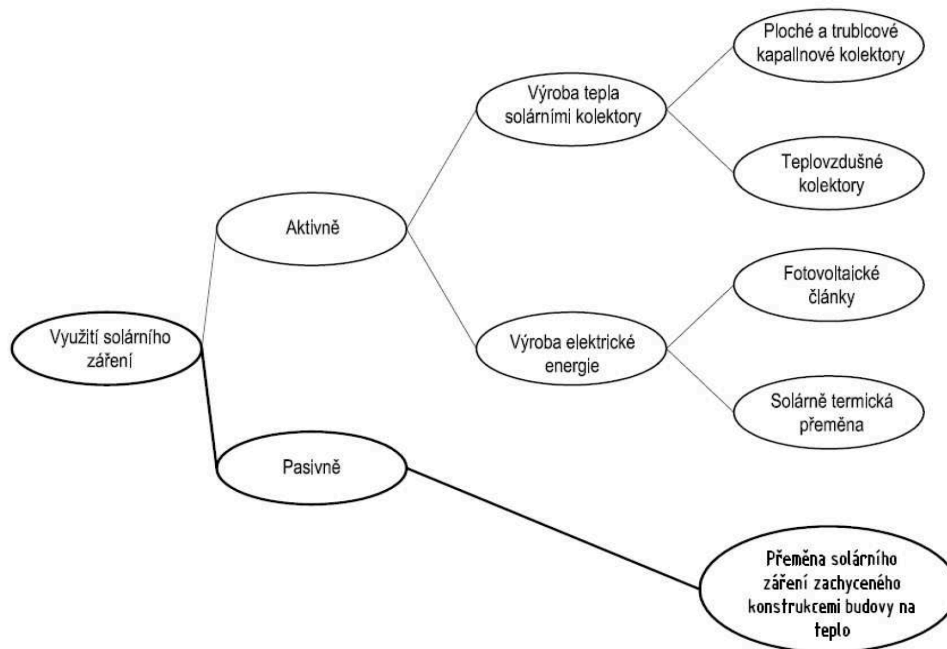 Ploché a trubicové
kapalinové kolektory
Výroba tepla
solárními kolektory
Teplovzdušné
kolektory
Aktivně
Fotovoltaické
články
Využití solárního
záření
Výroba elektrické
energie
Solárně termická
přeměna
Pasivně
Přeměna solárního
záření zachyceného
konstrukcemi budovy na
teplo